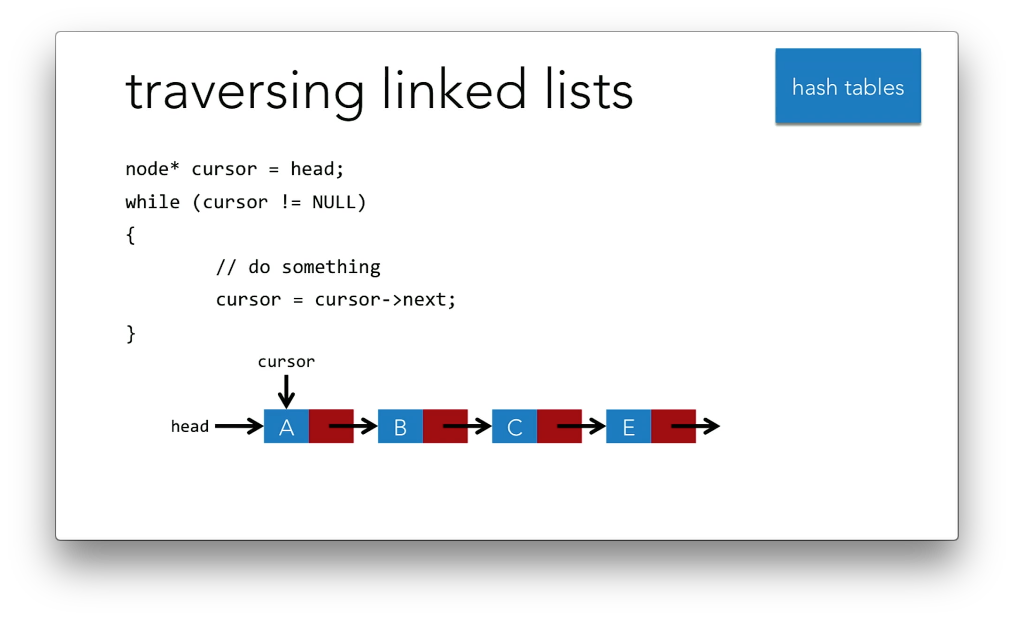 traversing linked lists
hash tables
node* cursor = head;
while (cursor != NULL)
{
// do something
cursor = cursor->next;
}
cursor
head A B C E